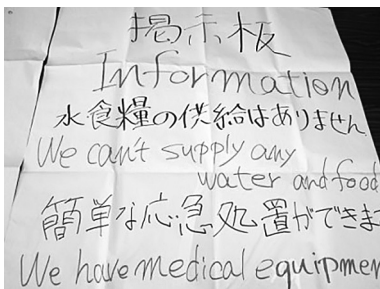 掲示板
Information
水食糧の供給はありません
We can't supply any
water and food
簡単な応急処置ができま
We have medical equipmen